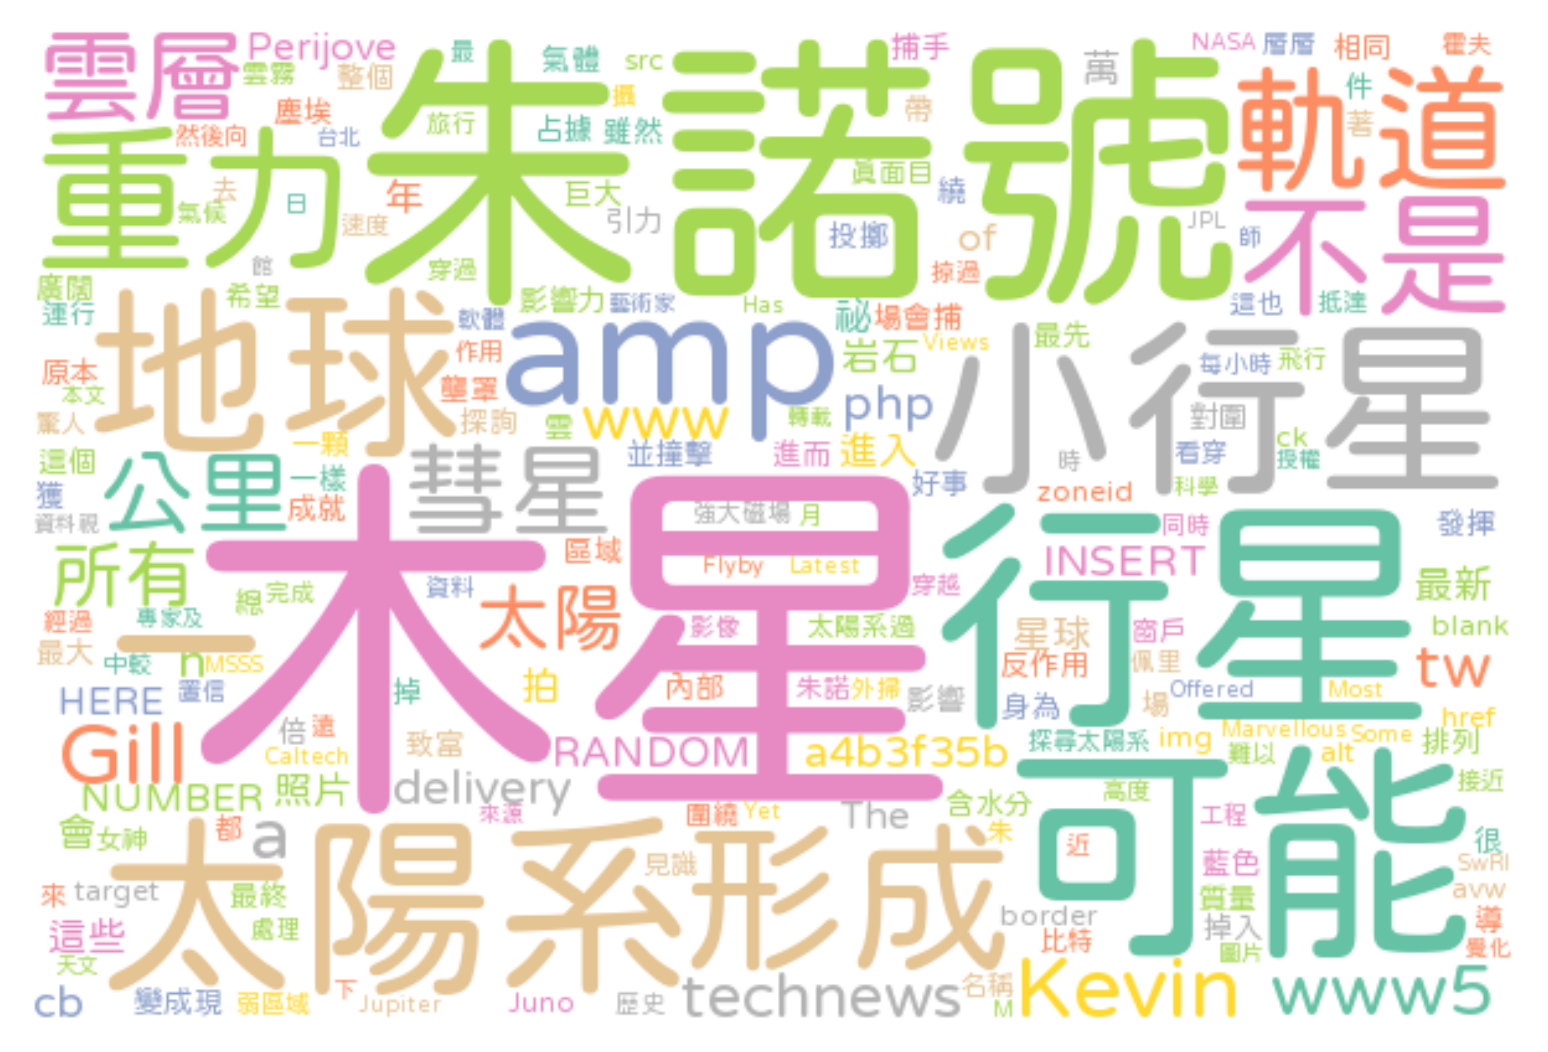 雲層 Perijove 最 氣體 src 捕手 萬 NASA 層層 相同 霍夫
雲霧 整個 攝 帶 件
朱諾號 軌道
塵埃 旅行 占據 雖然 著
然後向 台北
重力 去 年 巨大 真面目 繞 不是
氣候 日 速度 引力 投擲 of JPL 師
館 穿過 掠過
廣闊 希望 影響力 藝術家 Has 祕 場會捕 這也 抵達
運行 地球 軟體 amp 最先
原本 作用 岩石 Views 小行星 每小時 飛行
本文 壟罩 php
驚人 探詢 雲 www 轉載 對圍
這個 一顆 並撞擊 進而 進入 時 看穿 ck
公里 一樣 彗星 好事 授權
獲 成就 zoneid 科學
資料視 強大磁場 月 同時 發揮
所有 木星 區域 行星
Flyby Latest INSERT
資料 太陽 穿越 最新
總 完成
經過 專家及 影像 太陽系過 星球 窗戶 blank
一
最大 中較 n MSSS 反作用 佩里 tw
HERE 置信 掉 拍 內部 朱諾 外掃 影響 身為 場 Offered Most
倍 遠 href
Gill Caltech 致富 RANDOM a4b3f35b 探尋太陽系 img Marvellous Some 排列
難以 alt
NUMBER 照片 delivery 可能 高度 接近
來源 圍繞 Yet The 含水分
會 女神 都 a 朱 工程 很
太陽系形成 見識 近 藍色 SwRI
來 target 最終 質量 avw
這些 處理 border 掉入 導
天文 比特 圖片 變化
cb 變成現 弱區域 下 Jupiter Juno 歷史 technews 名稱 Kevin www5
M